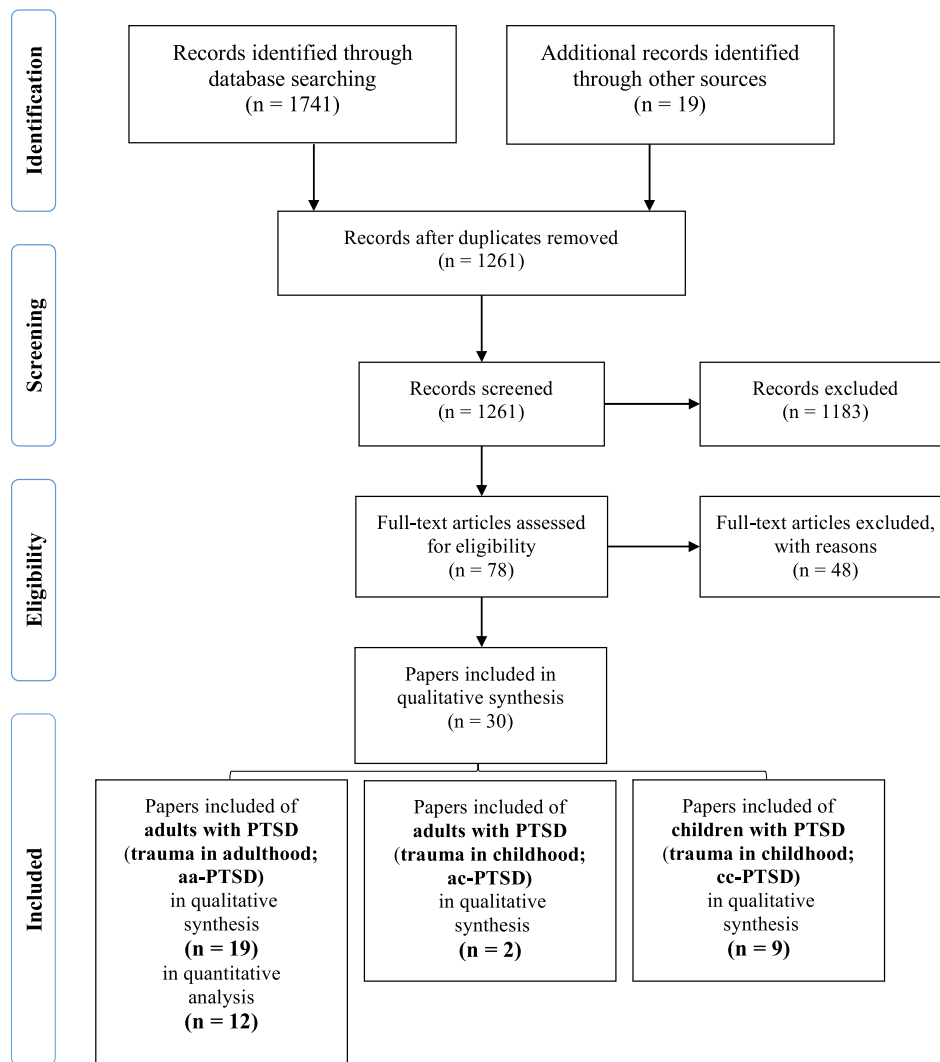 Identification
Records identified through
database searching
(n = 1741)
Additional records identified
through other sources
(n = 19)
Screening
Records after duplicates removed
(n = 1261)
Records screened
(n = 1261)
Records excluded
(n = 1183)
Eligibility
Full-text articles assessed
for eligibility
(n = 78)
Full-text articles excluded,
with reasons
(n = 48)
Papers included in
qualitative synthesis
(n = 30)
Included
Papers included of
adults with PTSD
(trauma in adulthood;
aa-PTSD)
in qualitative
synthesis
(n = 19)
in quantitative
analysis
(n = 12)
Papers included of
adults with PTSD
(trauma in childhood;
ac-PTSD)
in qualitative
synthesis
(n = 2)
Papers included of
children with PTSD
(trauma in childhood;
cc-PTSD)
in qualitative
synthesis
(n = 9)